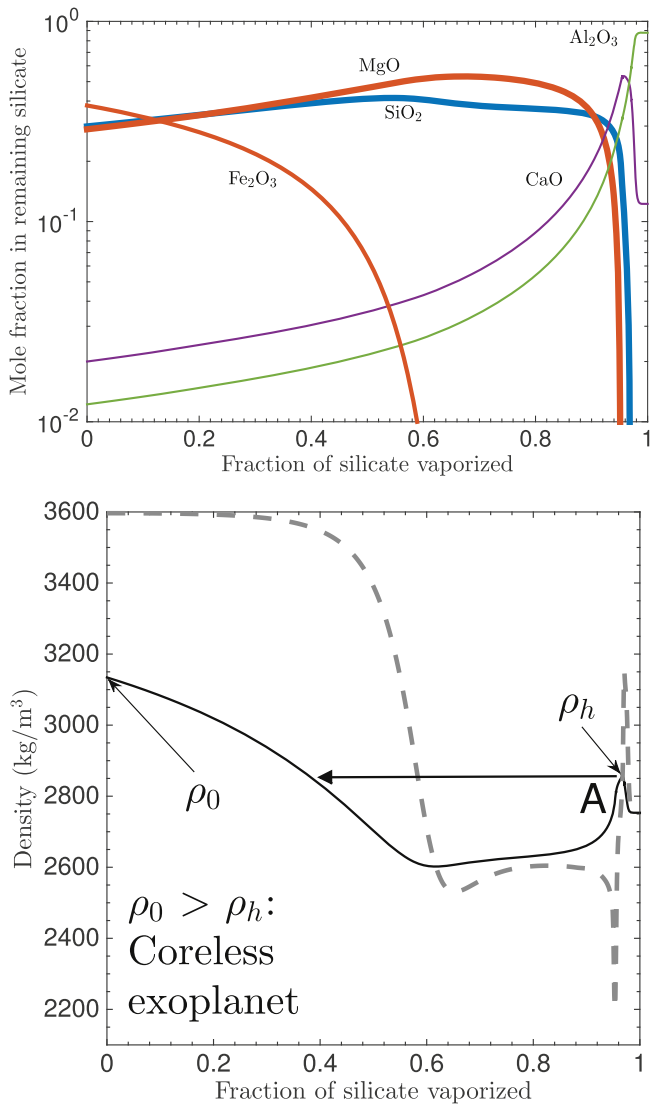 10⁰
Al₂O₃
MgO
SiO₂
Fe₂O₃
CaO
10⁻¹
10⁻²
Mole fraction in remaining silicate
0 0.2 0.4 0.6 0.8 1
Fraction of silicate vaporized
3600
3400
3200
3000
2800
2600
2400
2200
Density (kg/m³)
ρₕ
ρ₀
A
ρ₀ > ρₕ:
Coreless
exoplanet
0 0.2 0.4 0.6 0.8 1
Fraction of silicate vaporized